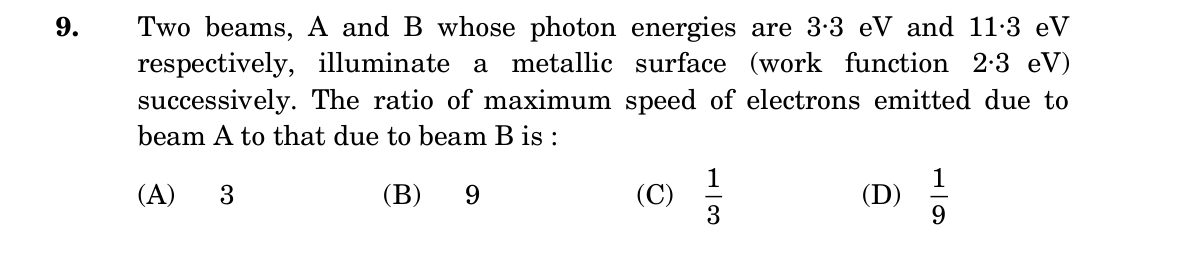 9. Two beams, A and B whose photon energies are 3·3 eV and 11·3 eV
respectively, illuminate a metallic surface (work function 2·3 eV)
successively. The ratio of maximum speed of electrons emitted due to
beam A to that due to beam B is :
(A) 3 (B) 9 (C) 1/3 (D) 1/9